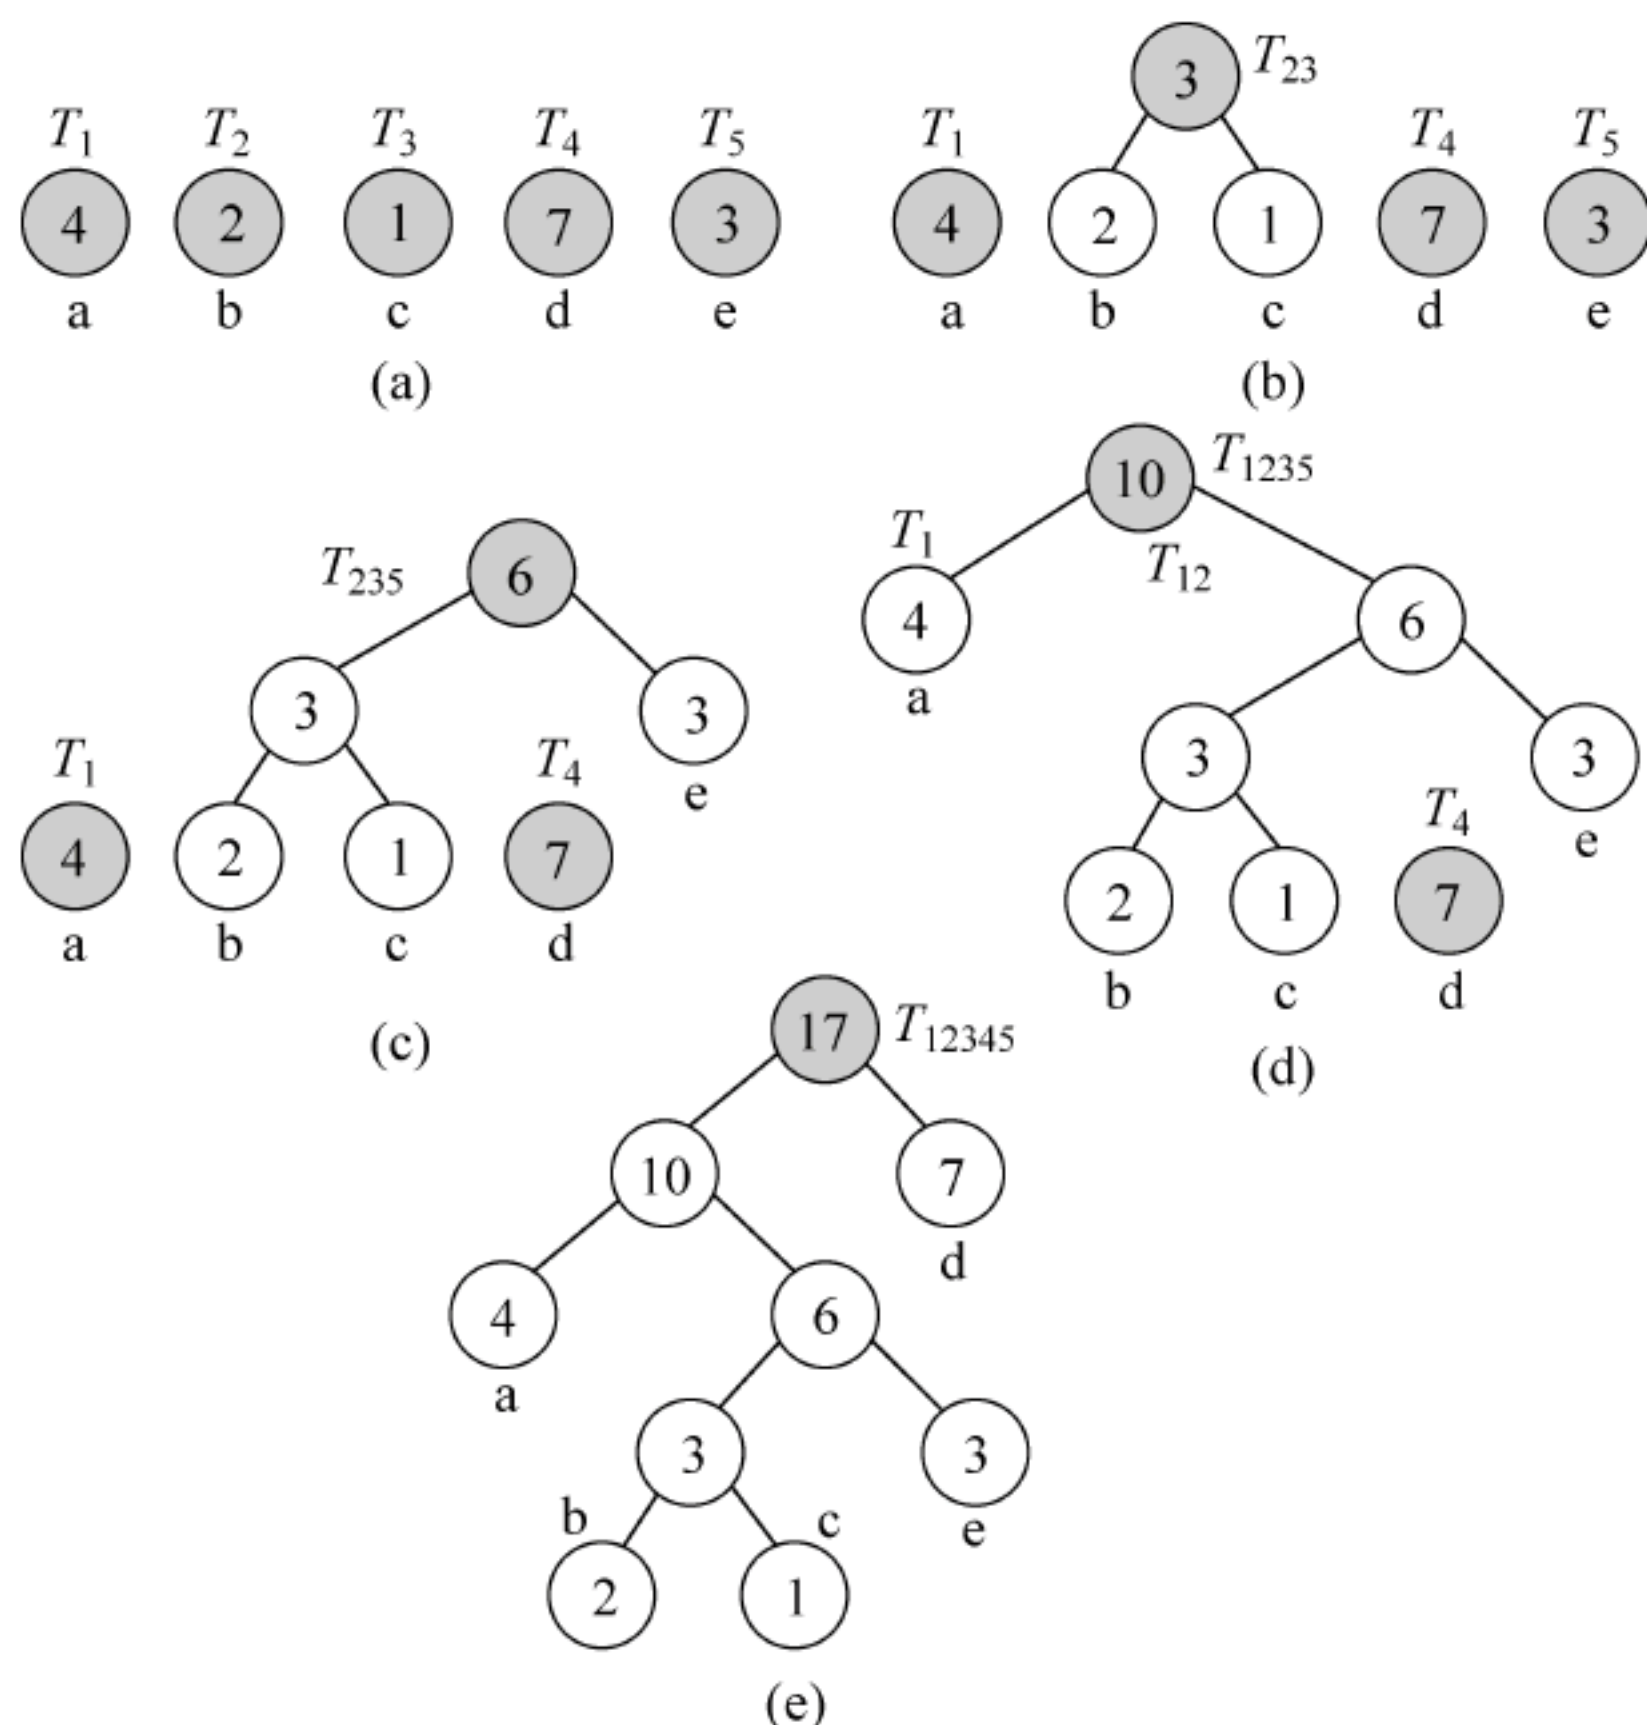 T1 T2 T3 T4 T5
4 2 1 7 3
a b c d e
(a)
3 T23
T1 T4 T5
4 2 1 7 3
a b c d e
(b)
T235 6
3 3
e
T1 T4
4 2 1 7
a b c d
(c)
10 T1235
T1 T12
4 6
a
3 3
e
T4
2 1 7
b c d
(d)
17 T12345
10 7
d
4 6
a
3 3
e
b c
2 1
(e)